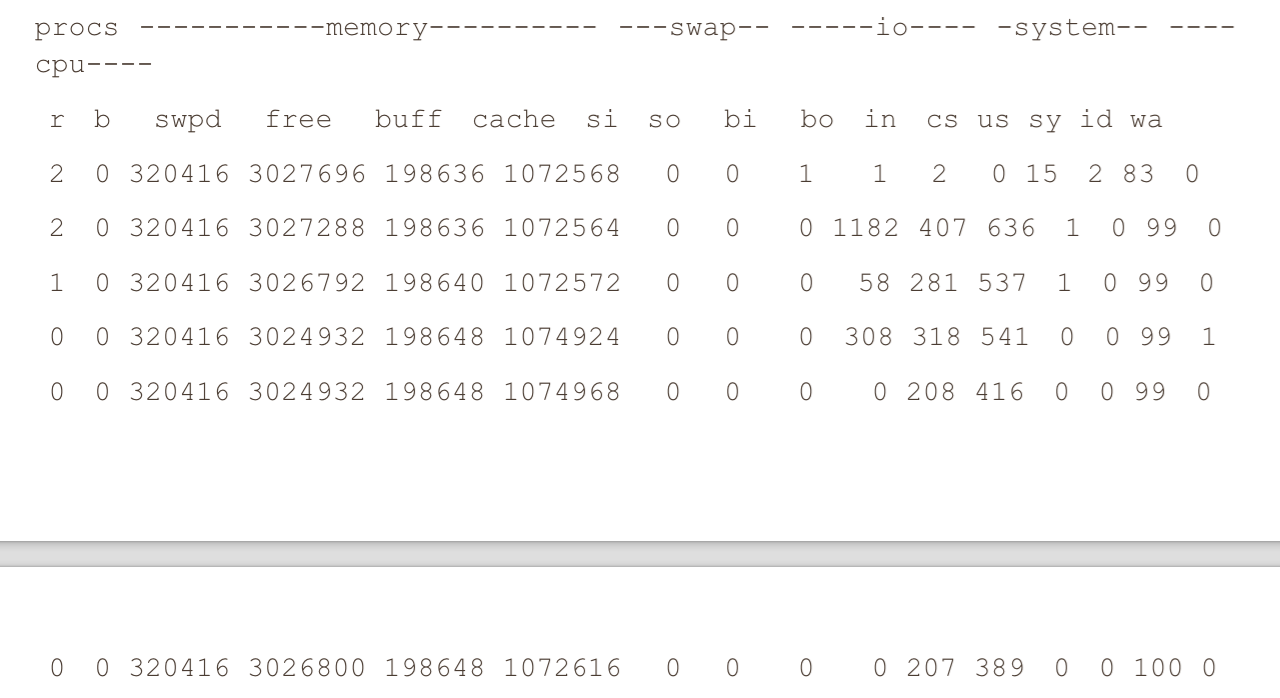 procs -----------memory---------- ---swap-- -----io---- -system-- ----
cpu----
r b swpd free buff cache si so bi bo in cs us sy id wa
2 0 320416 3027696 198636 1072568 0 0 1 1 2 0 15 2 83 0
2 0 320416 3027288 198636 1072564 0 0 0 1182 407 636 1 0 99 0
1 0 320416 3026792 198640 1072572 0 0 0 58 281 537 1 0 99 0
0 0 320416 3024932 198648 1074924 0 0 0 308 318 541 0 0 99 1
0 0 320416 3024932 198648 1074968 0 0 0 0 208 416 0 0 99 0
0 0 320416 3026800 198648 1072616 0 0 0 0 207 389 0 0 100 0